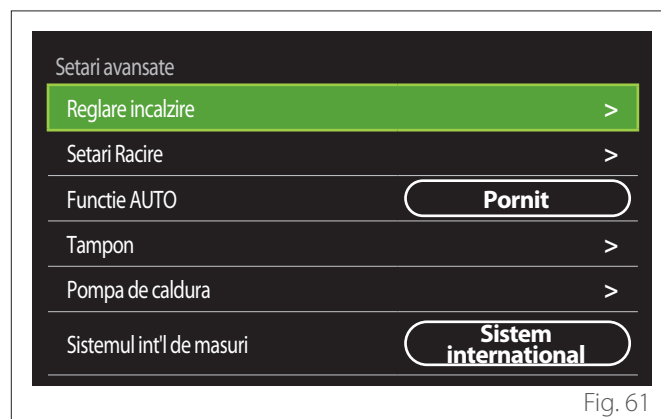 Setari avansate
Reglare incalzire >
Setari Racire >
Functie AUTO Pornit
Tampon >
Pompa de caldura >
Sistemul int'l de masuri Sistem international
Fig. 61